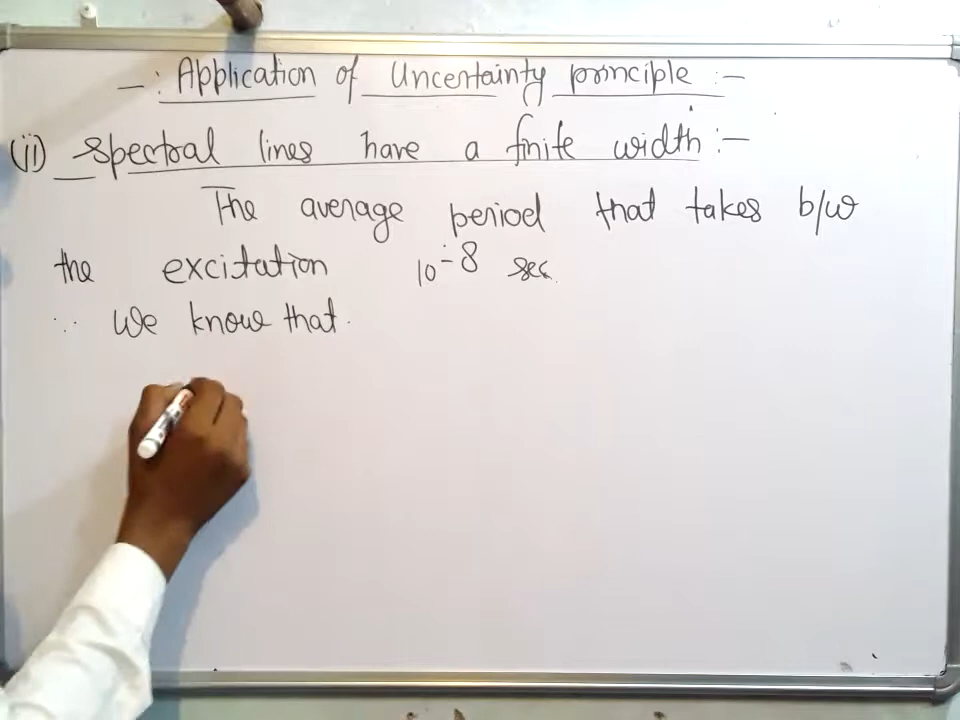 -: Application of Uncertainty principle :-
(ii) Spectral lines have a finite width :-
The average period that takes b/w
the excitation 10⁻⁸ sec.
∵ We know that.